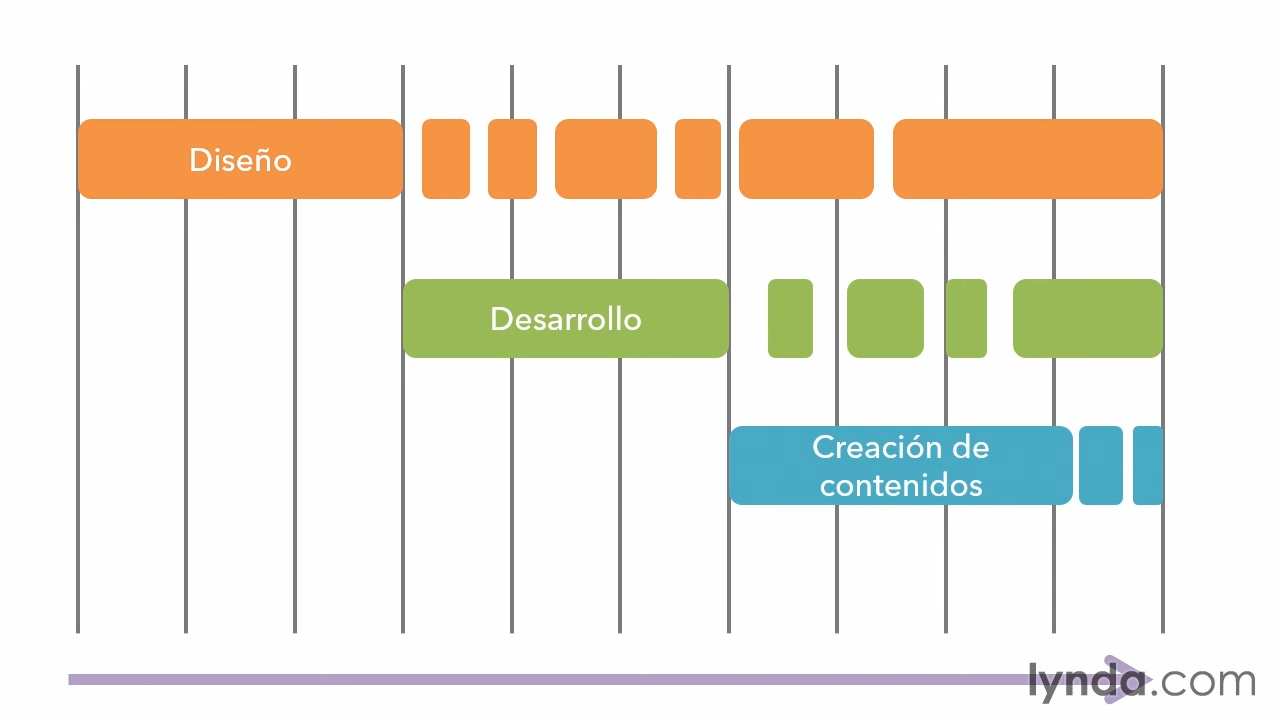 Diseño
Desarrollo
Creación de
contenidos
lynda.com